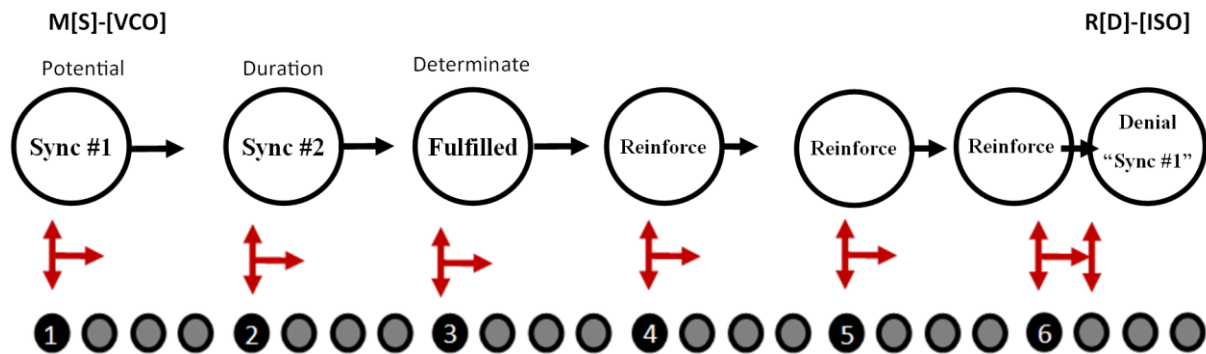 M[S]-[VCO] R[D]-[ISO]
Potential Duration Determinate
Sync #1 Sync #2 Fulfilled Reinforce Reinforce Reinforce Denial
“Sync #1”
1 2 3 4 5 6